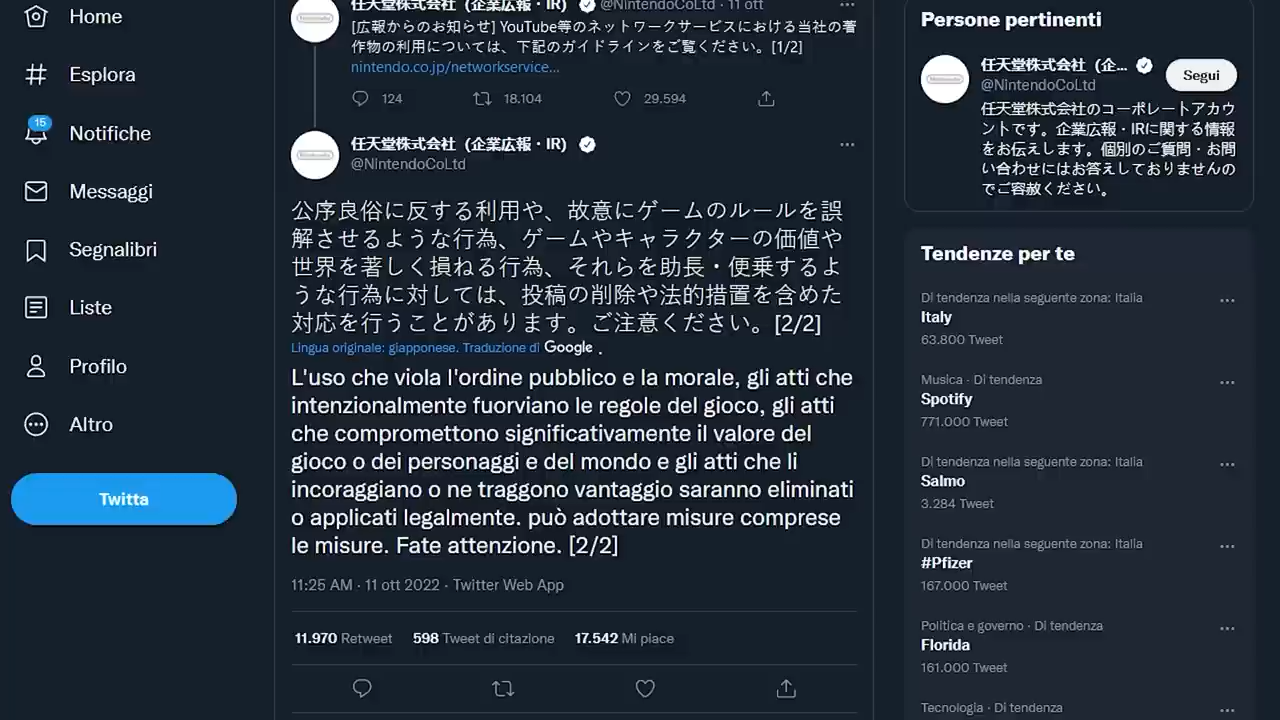 Home
Esplora
15
Notifiche
Messaggi
Segnalibri
Liste
Profilo
Altro
Twitta
任天堂株式会社（企業広報・IR） @NintendoCoLtd · 11 ott
[広報からのお知らせ] YouTube等のネットワークサービスにおける当社の著
作物の利用については、下記のガイドラインをご覧ください。[1/2]
nintendo.co.jp/networkservice…
124 18.104 29.594
任天堂株式会社（企業広報・IR）
@NintendoCoLtd
公序良俗に反する利用や、故意にゲームのルールを誤
解させるような行為、ゲームやキャラクターの価値や
世界を著しく損ねる行為、それらを助長・便乗するよ
うな行為に対しては、投稿の削除や法的措置を含めた
対応を行うことがあります。ご注意ください。[2/2]
Lingua originale: giapponese. Traduzione di Google .
L'uso che viola l'ordine pubblico e la morale, gli atti che
intenzionalmente fuorviano le regole del gioco, gli atti
che compromettono significativamente il valore del
gioco o dei personaggi e del mondo e gli atti che li
incoraggiano o ne traggono vantaggio saranno eliminati
o applicati legalmente. può adottare misure comprese
le misure. Fate attenzione. [2/2]
11:25 AM · 11 ott 2022 · Twitter Web App
11.970 Retweet 598 Tweet di citazione 17.542 Mi piace
Persone pertinenti
任天堂株式会社（企...
@NintendoCoLtd
Segui
任天堂株式会社のコーポレートアカウ
ントです。企業広報・IRに関する情報
をお伝えします。個別のご質問・お問
い合わせにはお答えしておりませんの
でご容赦ください。
Tendenze per te
Di tendenza nella seguente zona: Italia
Italy
63.800 Tweet
Musica · Di tendenza
Spotify
771.000 Tweet
Di tendenza nella seguente zona: Italia
Salmo
3.284 Tweet
Di tendenza nella seguente zona: Italia
#Pfizer
167.000 Tweet
Politica e governo · Di tendenza
Florida
161.000 Tweet
Tecnologia · Di tendenza